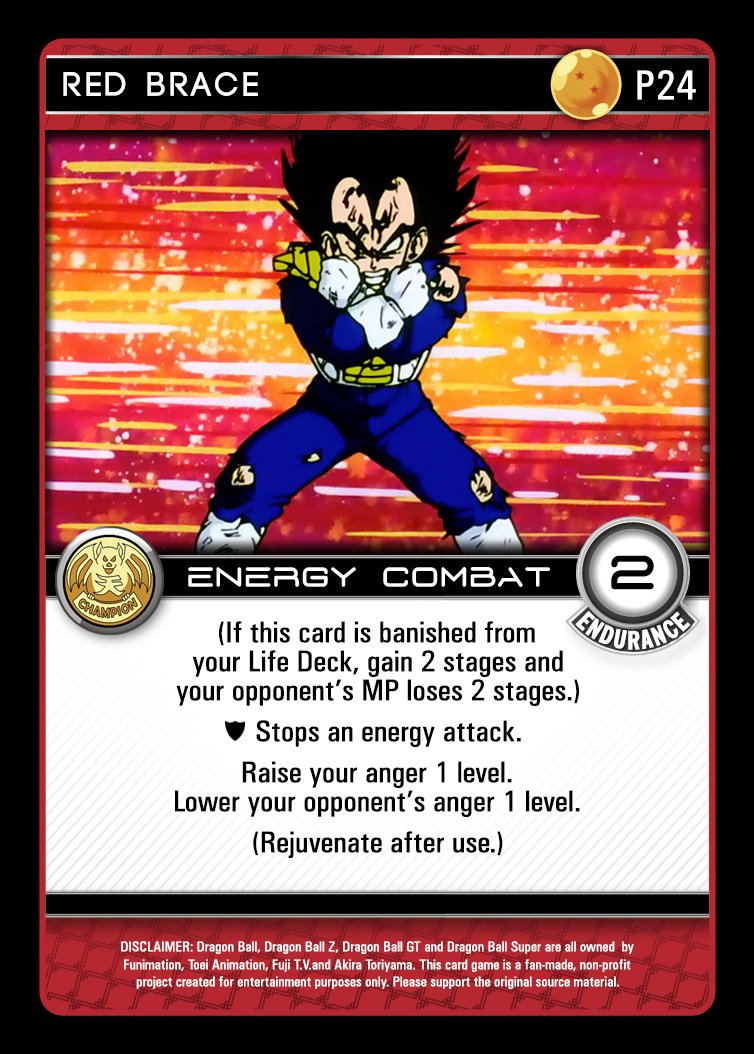 RED BRACE
P24
CHAMPION
ENERGY COMBAT
2
ENDURANCE
(If this card is banished from
your Life Deck, gain 2 stages and
your opponent's MP loses 2 stages.)
Stops an energy attack.
Raise your anger 1 level.
Lower your opponent's anger 1 level.
(Rejuvenate after use.)
DISCLAIMER: Dragon Ball, Dragon Ball Z, Dragon Ball GT and Dragon Ball Super are all owned by
Funimation, Toei Animation, Fuji T.V.and Akira Toriyama. This card game is a fan-made, non-profit
project created for entertainment purposes only. Please support the original source material.